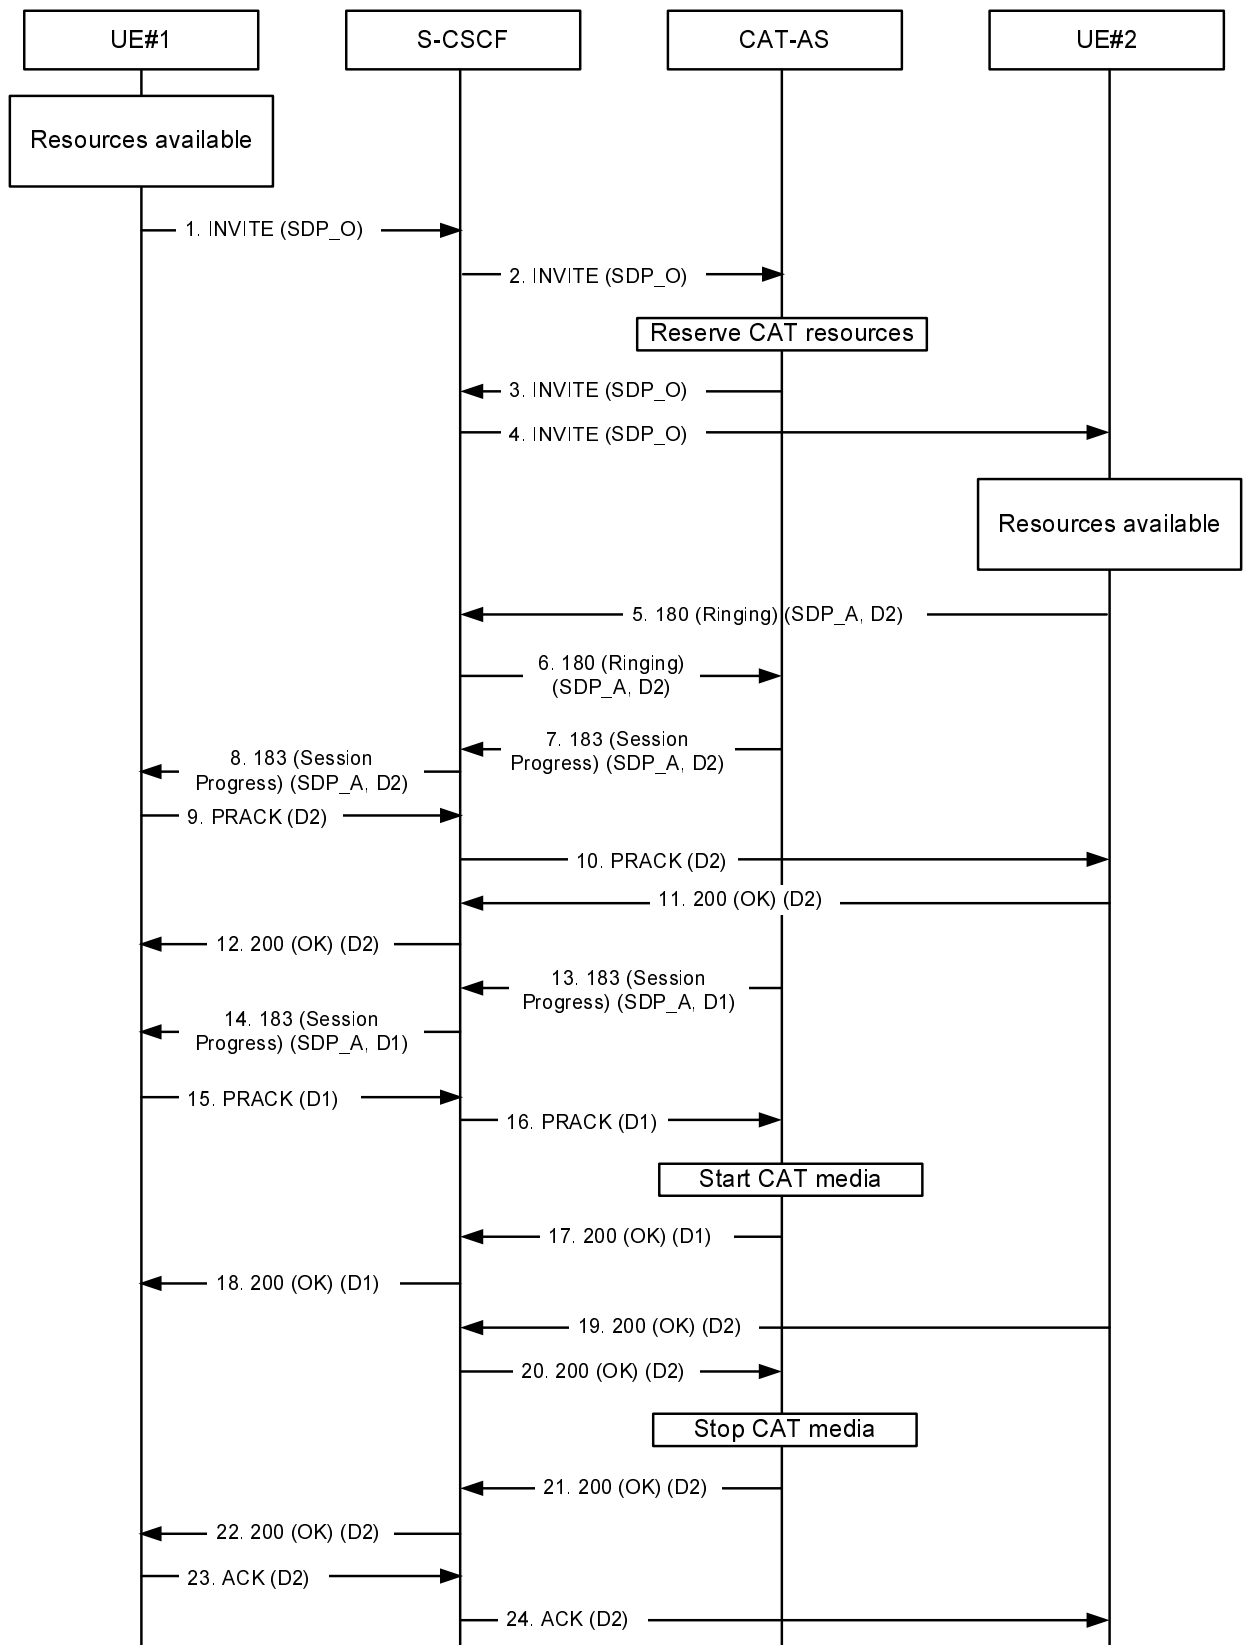 UE#1
S-CSCF
CAT-AS
UE#2
Resources available
1. INVITE (SDP_O)
2. INVITE (SDP_O)
Reserve CAT resources
3. INVITE (SDP_O)
4. INVITE (SDP_O)
Resources available
5. 180 (Ringing) (SDP_A, D2)
6. 180 (Ringing)
(SDP_A, D2)
7. 183 (Session
Progress) (SDP_A, D2)
8. 183 (Session
Progress) (SDP_A, D2)
9. PRACK (D2)
10. PRACK (D2)
11. 200 (OK) (D2)
12. 200 (OK) (D2)
13. 183 (Session
Progress) (SDP_A, D1)
14. 183 (Session
Progress) (SDP_A, D1)
15. PRACK (D1)
16. PRACK (D1)
Start CAT media
17. 200 (OK) (D1)
18. 200 (OK) (D1)
19. 200 (OK) (D2)
20. 200 (OK) (D2)
Stop CAT media
21. 200 (OK) (D2)
22. 200 (OK) (D2)
23. ACK (D2)
24. ACK (D2)